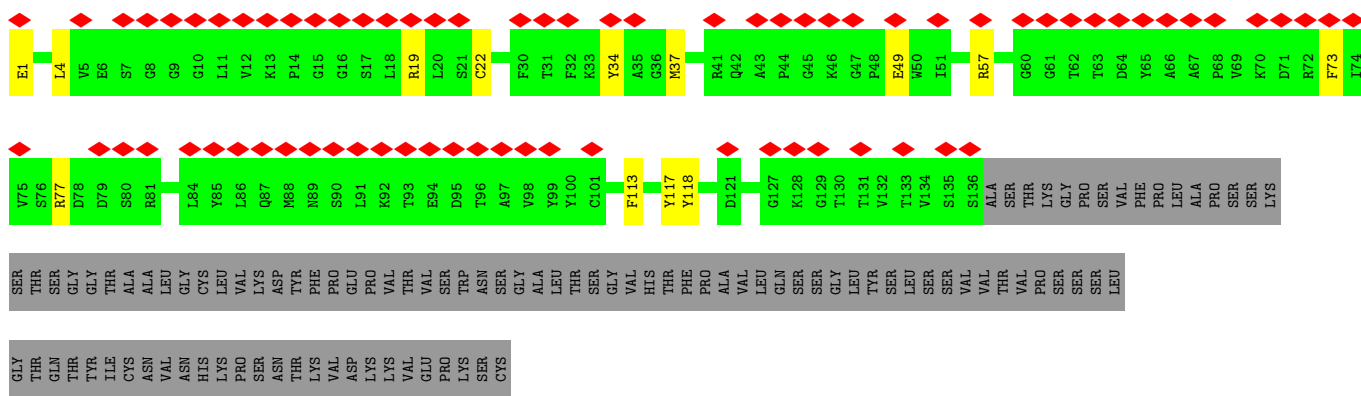 E1 L4 V5 E6 S7 G8 G9 G10 L11 V12 K13 P14 G15 G16 S17 L18 R19 L20 S21 C22 F30 T31 F32 K33 Y34 A35 G36 M37 R41 Q42 A43 P44 G45 K46 G47 P48 E49 W50 I51 R57 G60 G61 T62 T63 D64 Y65 A66 A67 P68 V69 K70 D71 R72 F73 I74
V75 S76 R77 D78 D79 S80 R81 L84 Y85 L86 Q87 M88 N89 S90 L91 K92 T93 E94 D95 T96 A97 V98 Y99 Y100 C101 F113 Y117 Y118 D121 G127 K128 G129 T130 T131 V132 T133 V134 S135 S136 ALA SER THR LYS GLY PRO SER VAL PHE PRO LEU ALA PRO SER SER LYS
SER THR SER GLY GLY THR ALA ALA LEU GLY CYS LEU VAL LYS ASP TYR PHE PRO GLU PRO VAL THR VAL SER TRP ASN SER GLY ALA LEU THR SER GLY VAL HIS THR PHE PRO ALA VAL LEU GLN SER SER GLY LEU TYR SER LEU SER SER VAL VAL THR VAL PRO SER SER SER LEU
GLY THR GLN THR TYR ILE CYS ASN VAL ASN HIS LYS PRO SER ASN THR LYS VAL ASP LYS LYS VAL GLU PRO LYS SER CYS